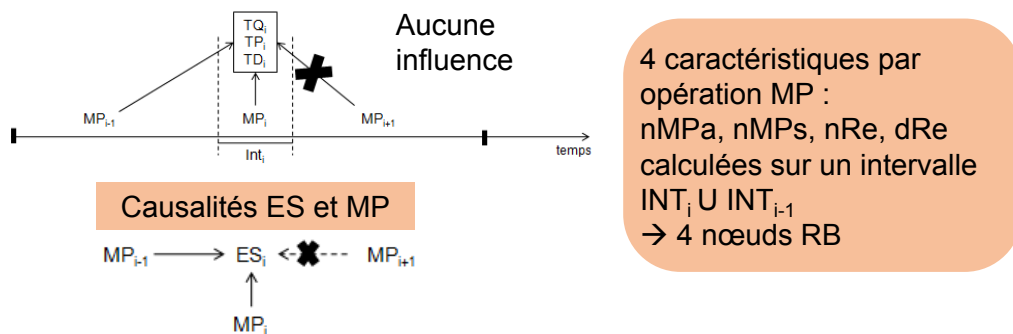 TQi
TPi
TDi
Aucune
influence
MPi-1
MPi
MPi+1
temps
Inti
Causalités ES et MP
MPi-1
ESi
MPi+1
MPi
4 caractéristiques par
opération MP :
nMPa, nMPs, nRe, dRe
calculées sur un intervalle
INTi U INTi-1
→ 4 nœuds RB